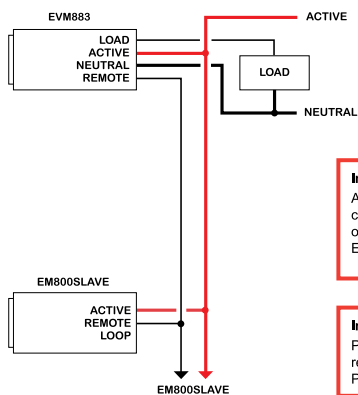 EVM883
ACTIVE
LOAD
ACTIVE
NEUTRAL
REMOTE
LOAD
NEUTRAL
EM800SLAVE
ACTIVE
REMOTE
LOOP
EM800SLAVE